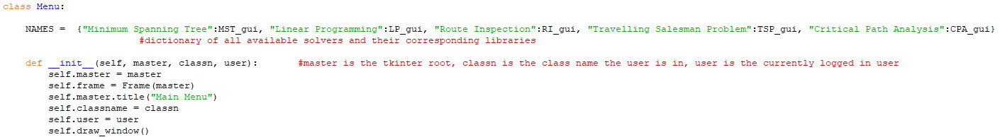 class Menu:
NAMES =  {"Minimum Spanning Tree":MST_gui, "Linear Programming":LP_gui, "Route Inspection":RI_gui, "Travelling Salesman Problem":TSP_gui, "Critical Path Analysis":CPA_gui}
#dictionary of all available solvers and their corresponding libraries
def __init__(self, master, classn, user):       #master is the tkinter root, classn is the class name the user is in, user is the currently logged in user
self.master = master
self.frame = Frame(master)
self.master.title("Main Menu")
self.classname = classn
self.user = user
self.draw_window()